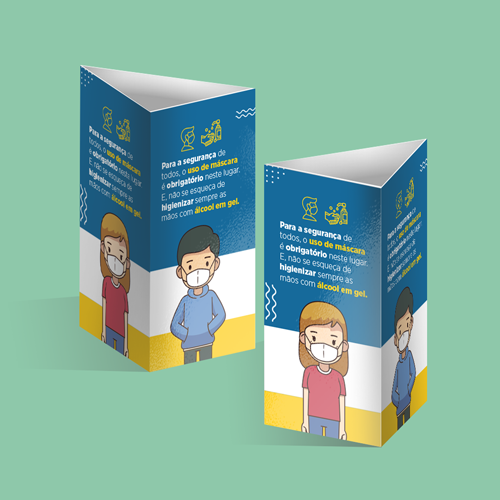 Para a segurança de
todos, o uso de máscara
é obrigatório neste lugar.
E, não se esqueça de
higienizar sempre as
mãos com álcool em gel.
Para a segurança de
todos, o uso de máscara
é obrigatório neste lugar.
E, não se esqueça de
higienizar sempre as
mãos com álcool em gel.
Para a segurança de
todos, o uso de máscara
é obrigatório neste lugar.
E, não se esqueça de
higienizar sempre as
mãos com álcool em gel.